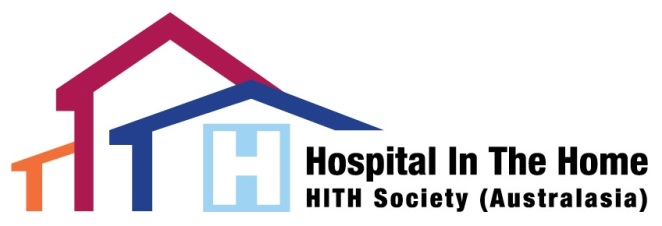 H
Hospital In The Home
HITH Society (Australasia)